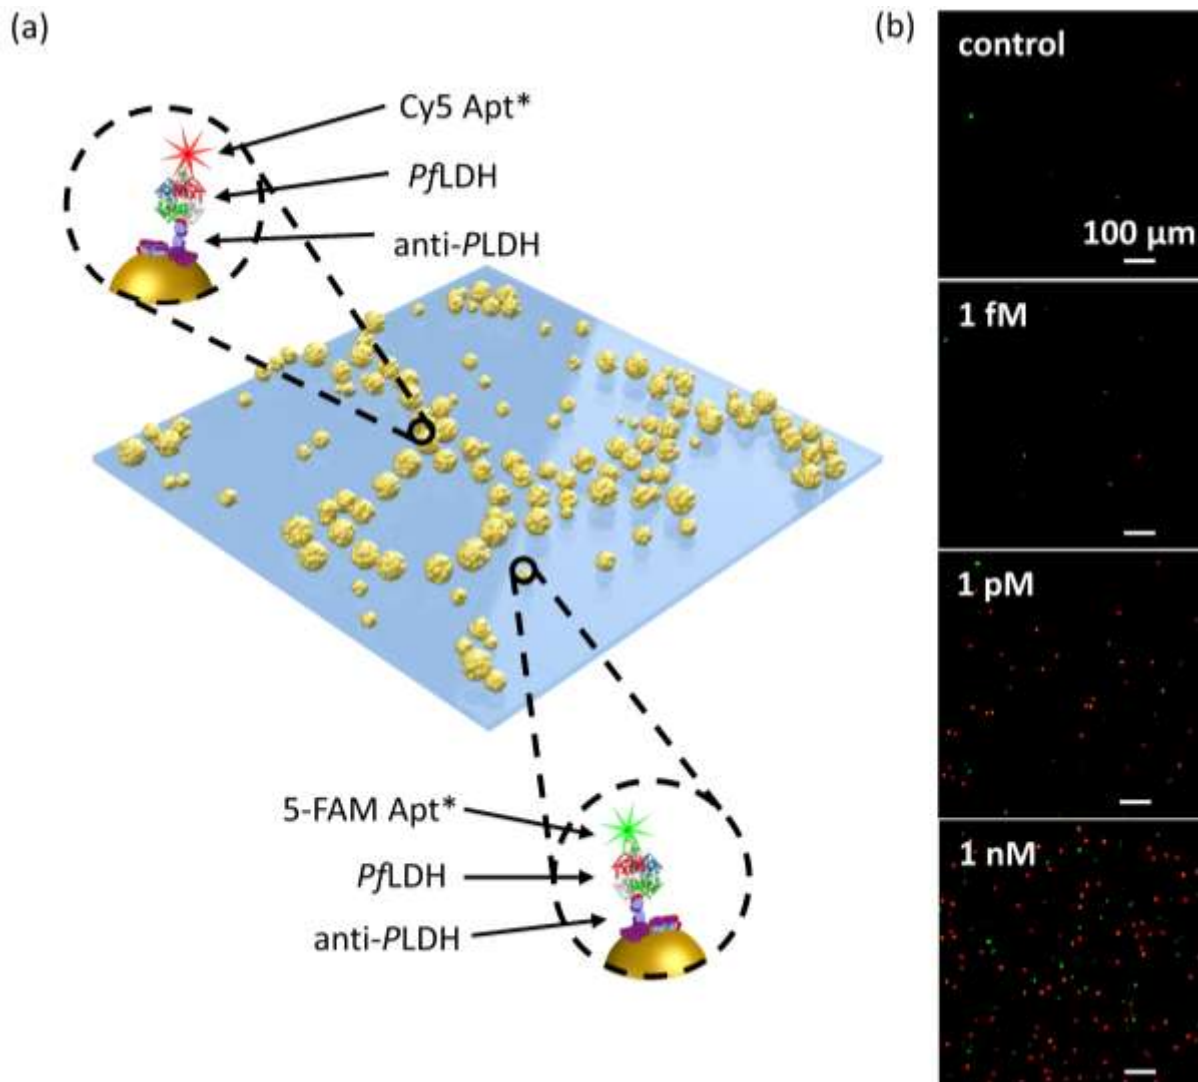 (a)
Cy5 Apt*
PfLDH
anti-PLDH
5-FAM Apt*
PfLDH
anti-PLDH
(b)
control
100 µm
1 fM
1 pM
1 nM